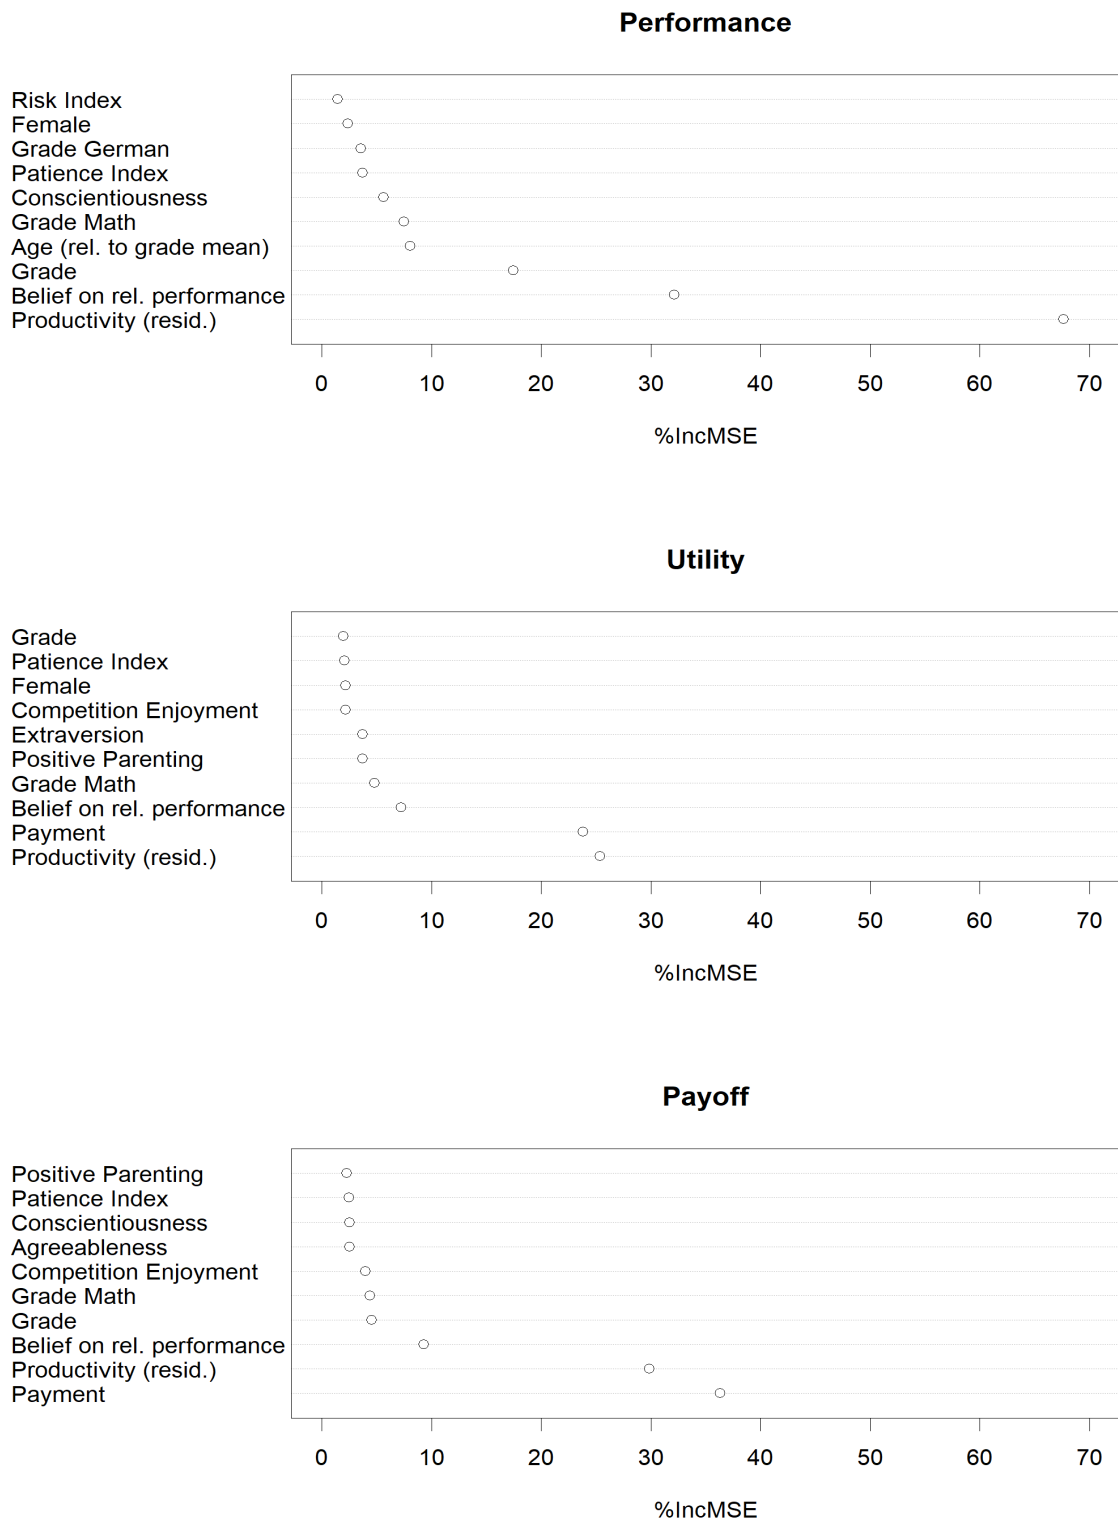 Performance
Risk Index
Female
Grade German
Patience Index
Conscientiousness
Grade Math
Age (rel. to grade mean)
Grade
Belief on rel. performance
Productivity (resid.)
0 10 20 30 40 50 60 70
%IncMSE
Utility
Grade
Patience Index
Female
Competition Enjoyment
Extraversion
Positive Parenting
Grade Math
Belief on rel. performance
Payment
Productivity (resid.)
0 10 20 30 40 50 60 70
%IncMSE
Payoff
Positive Parenting
Patience Index
Conscientiousness
Agreeableness
Competition Enjoyment
Grade Math
Grade
Belief on rel. performance
Productivity (resid.)
Payment
0 10 20 30 40 50 60 70
%IncMSE